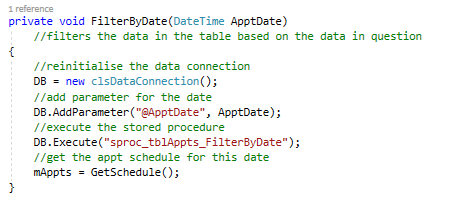 1 reference
private void FilterByDate(DateTime ApptDate)
//filters the data in the table based on the data in question
{
//reinitialise the data connection
DB = new clsDataConnection();
//add parameter for the date
DB.AddParameter("@ApptDate", ApptDate);
//execute the stored procedure
DB.Execute("sproc_tblAppts_FilterByDate");
//get the appt schedule for this date
mAppts = GetSchedule();
}